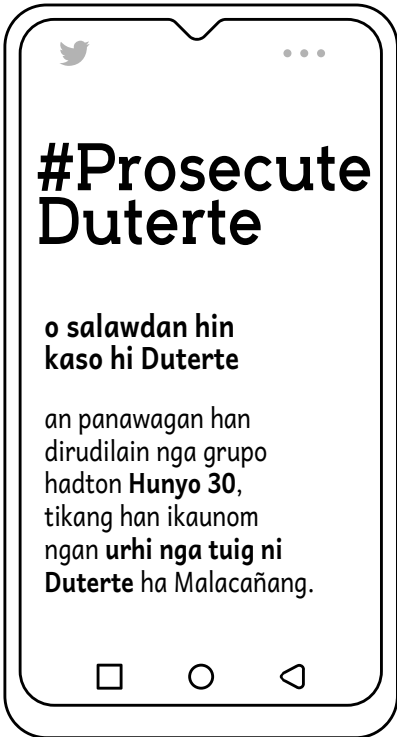 #Prosecute
Duterte
o salawdan hin
kaso hi Duterte
an panawagan han
dirudilain nga grupo
hadton Hunyo 30,
tikang han ikaunom
ngan urhi nga tuig ni
Duterte ha Malacañang.